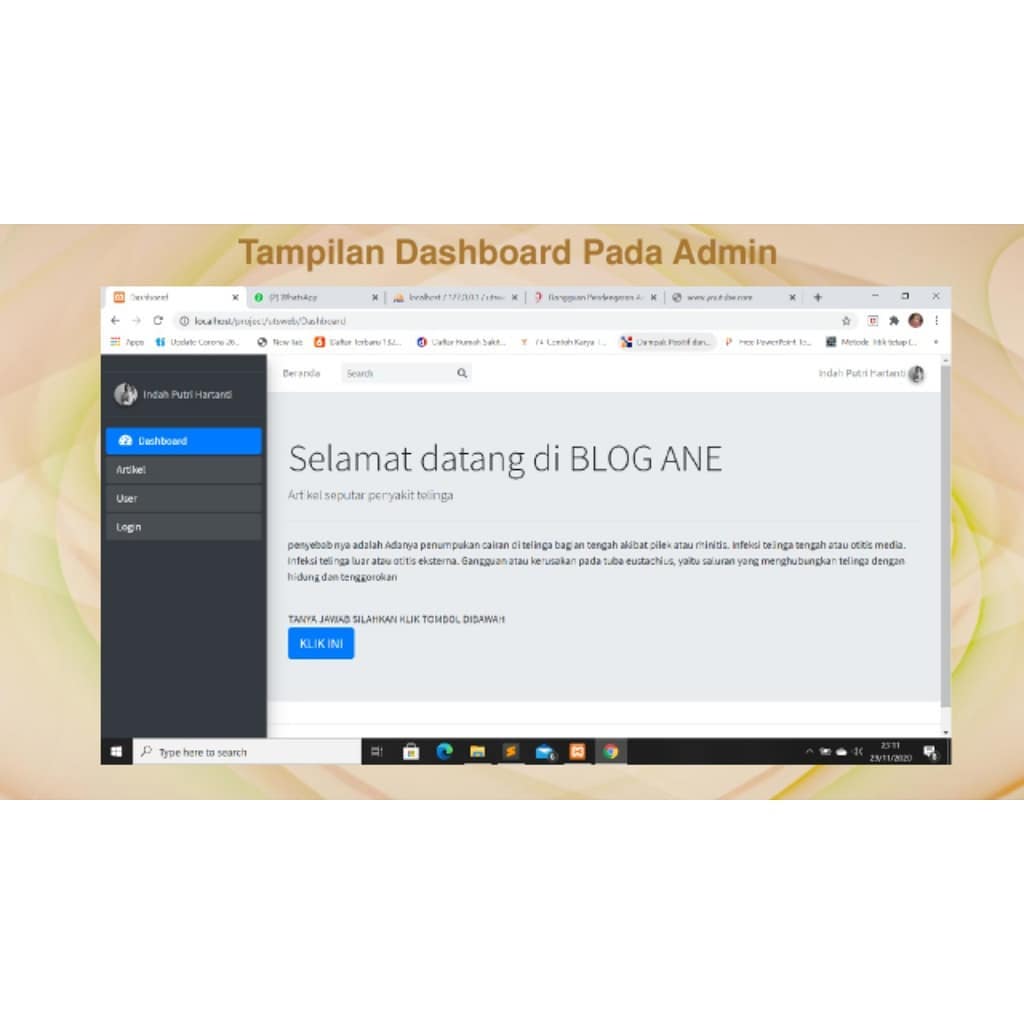 Tampilan Dashboard Pada Admin
Dashboard
(2) WhatsApp
localhost / 127.0.0.1 / utsw
Gangguan Pendengaran A
www.youtube.com
localhost/project/utsweb/Dashboard
Apps
Update Corona 26...
New Tab
Daftar Terbaru 132...
Daftar Rumah Sakit...
74 Contoh Karya I...
Dampak Positif dan...
Free PowerPoint Te...
Metode Titik tetap (...
Indah Putri Hartanti
Dashboard
Artikel
User
Login
Beranda
Search
Indah Putri Hartanti
Selamat datang di BLOG ANE
Artikel seputar penyakit telinga
penyebab nya adalah Adanya penumpukan cairan di telinga bagian tengah akibat pilek atau rhinitis. Infeksi telinga tengah atau otitis media.
Infeksi telinga luar atau otitis eksterna. Gangguan atau kerusakan pada tuba eustachius, yaitu saluran yang menghubungkan telinga dengan
hidung dan tenggorokan
TANYA JAWAB SILAHKAN KLIK TOMBOL DIBAWAH
KLIK INI
Type here to search
23:11
23/11/2020